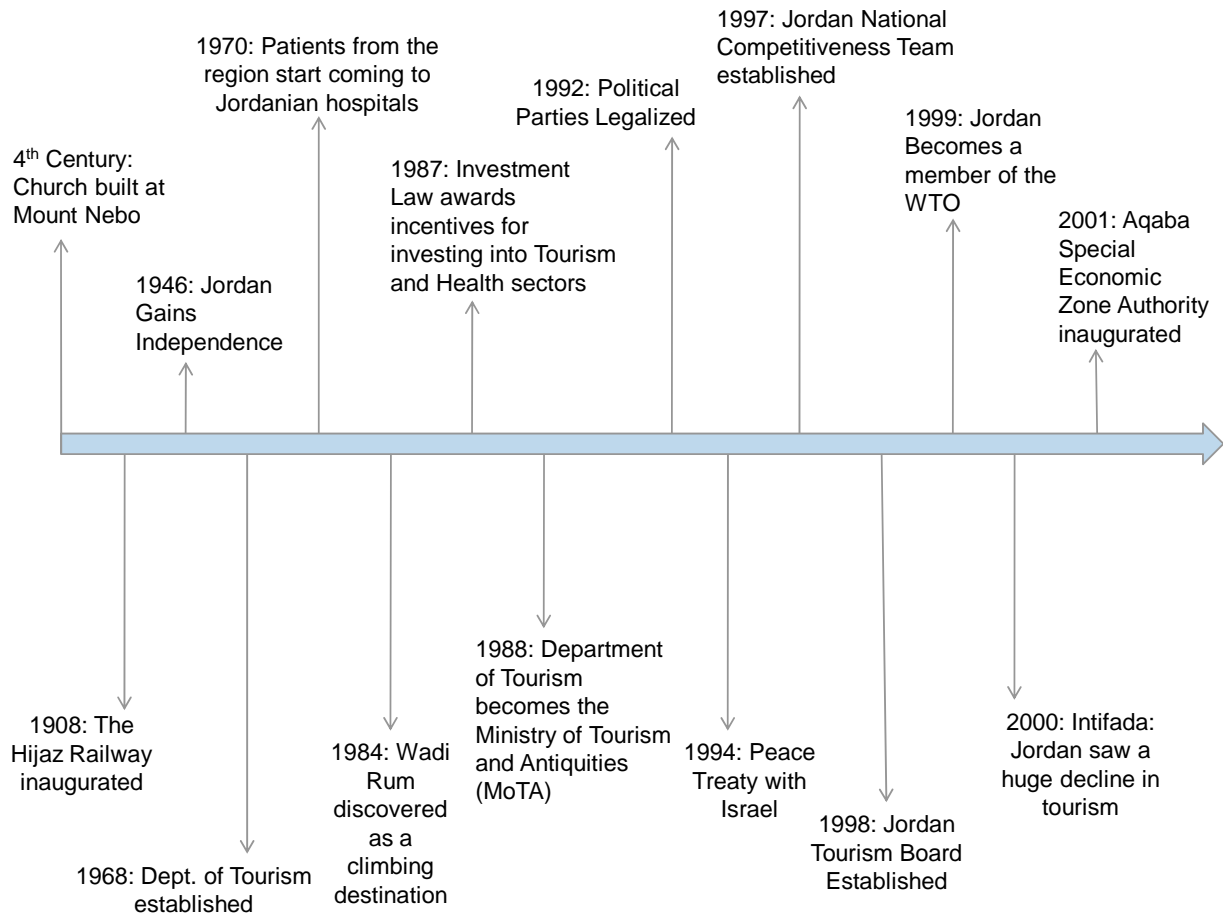 4th Century:
Church built at
Mount Nebo
1908: The
Hijaz Railway
inaugurated
1946: Jordan
Gains
Independence
1968: Dept. of Tourism
established
1970: Patients from the
region start coming to
Jordanian hospitals
1984: Wadi
Rum
discovered
as a
climbing
destination
1987: Investment
Law awards
incentives for
investing into Tourism
and Health sectors
1988: Department
of Tourism
becomes the
Ministry of Tourism
and Antiquities
(MoTA)
1992: Political
Parties Legalized
1994: Peace
Treaty with
Israel
1997: Jordan National
Competitiveness Team
established
1998: Jordan
Tourism Board
Established
1999: Jordan
Becomes a
member of the
WTO
2000: Intifada:
Jordan saw a
huge decline in
tourism
2001: Aqaba
Special
Economic
Zone Authority
inaugurated